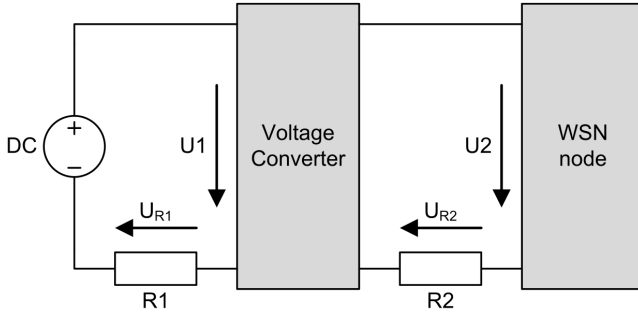 DC
+
−
U1
Voltage
Converter
U2
WSN
node
UR1
UR2
R1
R2